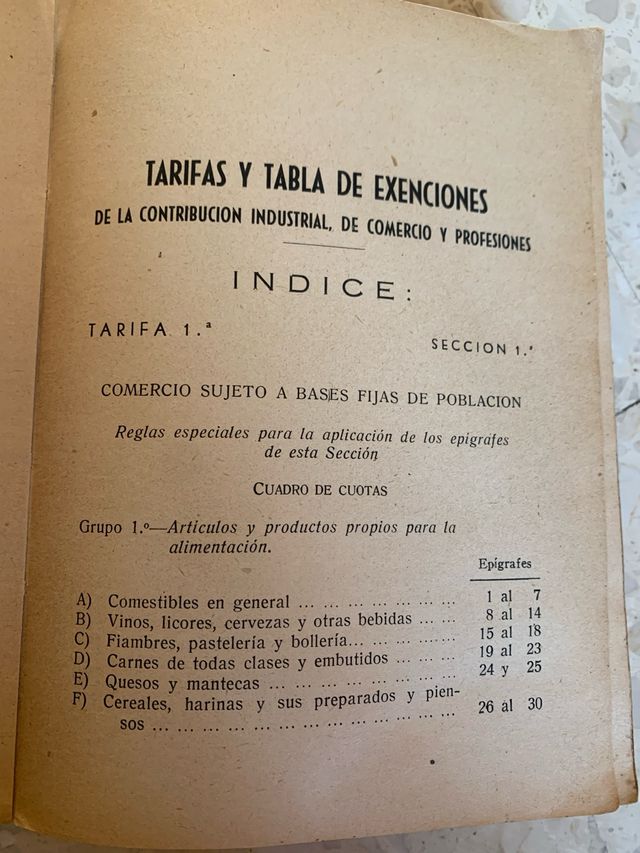 TARIFAS Y TABLA DE EXENCIONES
DE LA CONTRIBUCION INDUSTRIAL, DE COMERCIO Y PROFESIONES
INDICE:
TARIFA 1.ª
SECCION 1.ª
COMERCIO SUJETO A BASES FIJAS DE POBLACION
Reglas especiales para la aplicación de los epígrafes
de esta Sección
CUADRO DE CUOTAS
Grupo 1.º—Artículos y productos propios para la
alimentación.
Epígrafes
A) Comestibles en general ... ... ... ... ... ... ... 1 al 7
B) Vinos, licores, cervezas y otras bebidas ... ... 8 al 14
C) Fiambres, pastelería y bollería... ... ... ... ... 15 al 18
D) Carnes de todas clases y embutidos ... ... ... 19 al 23
E) Quesos y mantecas ... ... ... ... ... ... ... ... 24 y 25
F) Cereales, harinas y sus preparados y pien-
sos ... ... ... ... ... ... ... ... ... ... ... ... ... 26 al 30